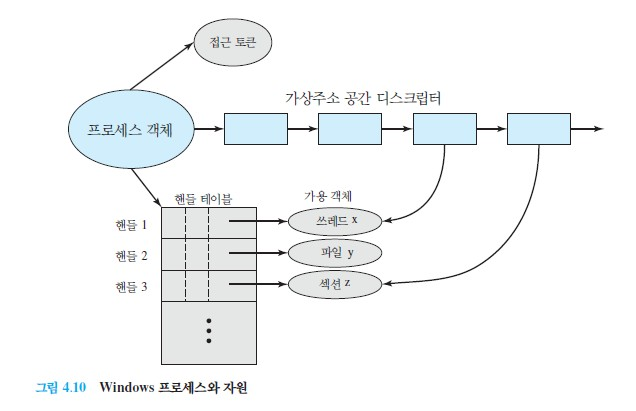 접근 토큰
가상주소 공간 디스크립터
프로세스 객체
핸들 테이블
가용 객체
핸들 1
쓰레드 x
핸들 2
파일 y
핸들 3
섹션 z
그림 4.10 Windows 프로세스와 자원